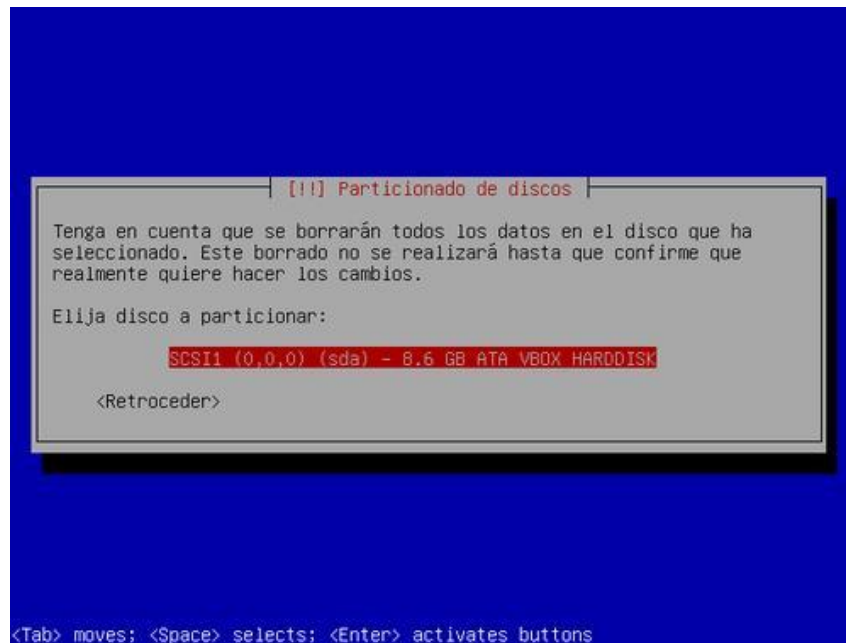 [!!] Particionado de discos
Tenga en cuenta que se borrarán todos los datos en el disco que ha
seleccionado. Este borrado no se realizará hasta que confirme que
realmente quiere hacer los cambios.
Elija disco a particionar:
SCSI1 (0,0,0) (sda) – 8.6 GB ATA VBOX HARDDISK
<Retroceder>
<Tab> moves; <Space> selects; <Enter> activates buttons